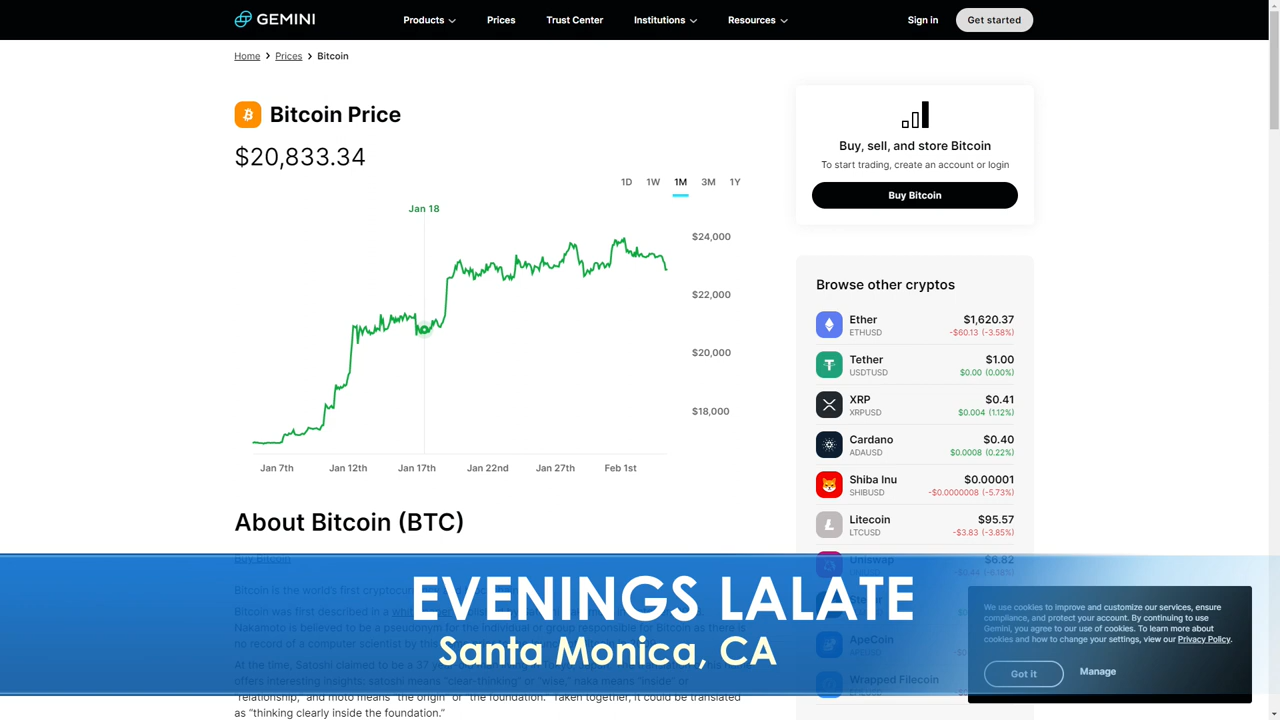 GEMINI
Products
Prices
Trust Center
Institutions
Resources
Sign in
Get started
Home > Prices > Bitcoin
Bitcoin Price
$20,833.34
1D 1W 1M 3M 1Y
Jan 18
$24,000
$22,000
$20,000
$18,000
Jan 7th Jan 12th Jan 17th Jan 22nd Jan 27th Feb 1st
About Bitcoin (BTC)
Buy Bitcoin
Bitcoin is the world's first
Bitcoin was first described in a
Nakamoto is believed to be a pseudonym for the individual or group responsible for Bitcoin as there is
no record of a computer scientist by this
At the time, Satoshi claimed to be a 37
offers interesting insights: satoshi means "clear-thinking" or "wise," naka means "inside" or
"relationship," and moto means "the origin" or "the foundation." Taken together, it could be translated
as "thinking clearly inside the foundation."
Buy, sell, and store Bitcoin
To start trading, create an account or login
Buy Bitcoin
Browse other cryptos
Ether $1,620.37
ETHUSD -$60.13 (-3.58%)
Tether $1.00
USDTUSD $0.00 (0.00%)
XRP $0.41
XRPUSD $0.004 (1.12%)
Cardano $0.40
ADAUSD $0.0008 (0.22%)
Shiba Inu $0.00001
SHIBUSD -$0.0000008 (-5.73%)
Litecoin $95.57
LTCUSD -$3.83 (-3.85%)
Uniswap $6.82
ApeCoin
Wrapped Filecoin
EVENINGS LALATE
Santa Monica, CA
We use cookies to improve and customize our services, ensure
compliance, and protect your account. By continuing to use
Gemini, you agree to our use of cookies. To learn more about
cookies and how to change your settings, view our Privacy Policy.
Got it
Manage